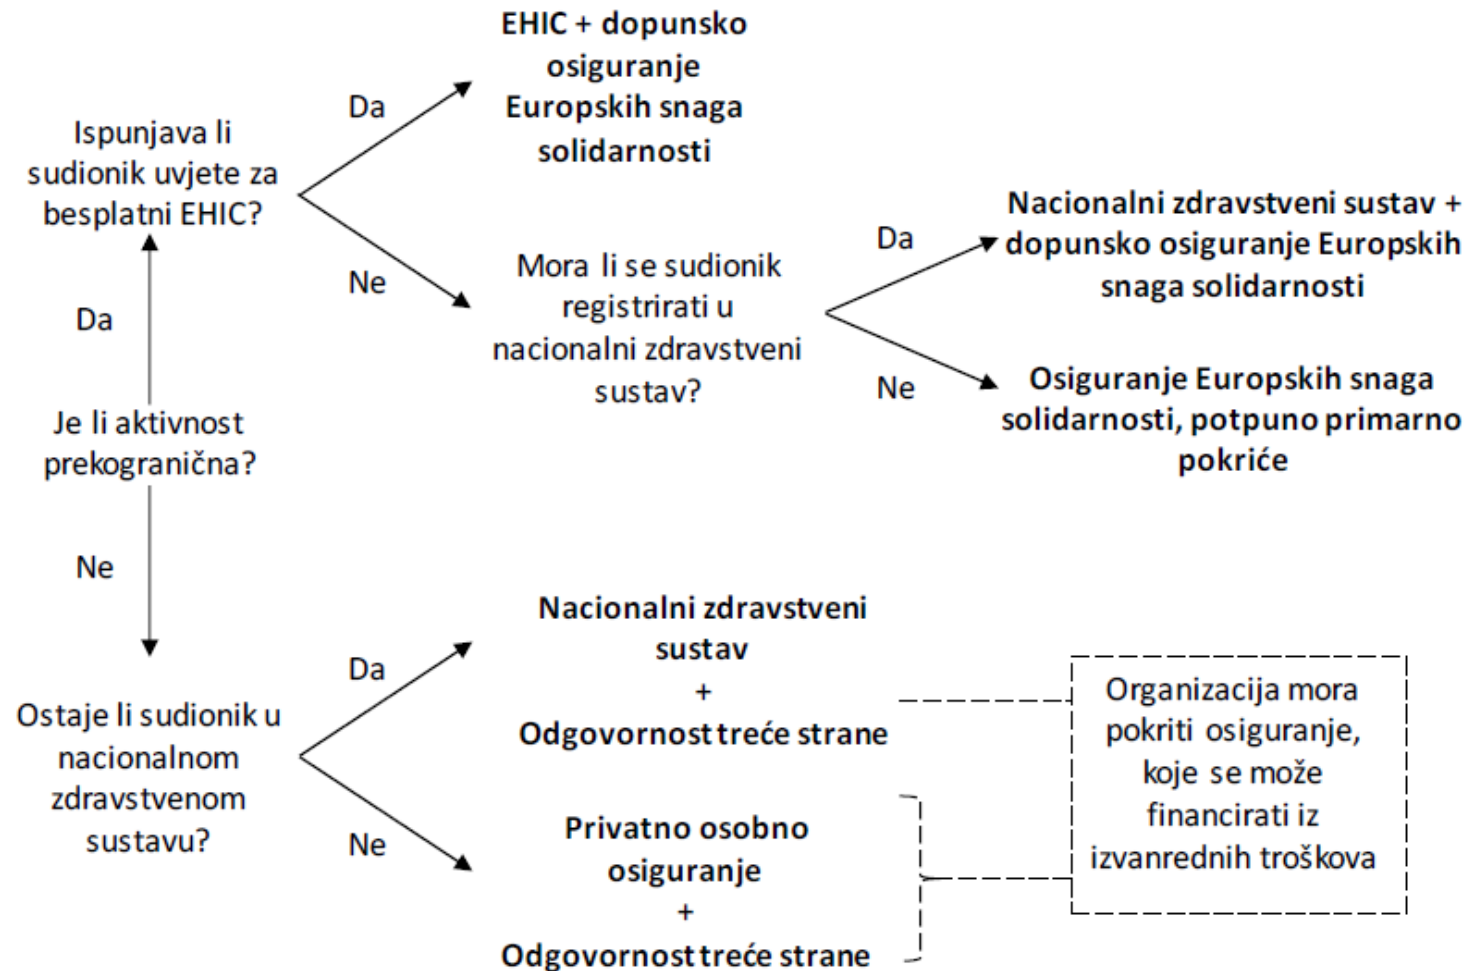 EHIC + dopunsko
osiguranje
Europskih snaga
solidarnosti
Da
Ispunjava li
sudionik uvjete za
besplatni EHIC?
Ne
Mora li se sudionik
registrirati u
nacionalni zdravstveni
sustav?
Da
Nacionalni zdravstveni sustav +
dopunsko osiguranje Europskih
snaga solidarnosti
Ne
Osiguranje Europskih snaga
solidarnosti, potpuno primarno
pokriće
Da
Je li aktivnost
prekogranična?
Ne
Ostaje li sudionik u
nacionalnom
zdravstvenom
sustavu?
Da
Nacionalni zdravstveni
sustav
+
Odgovornost treće strane
Ne
Privatno osobno
osiguranje
+
Odgovornost treće strane
Organizacija mora
pokriti osiguranje,
koje se može
financirati iz
izvanrednih troškova